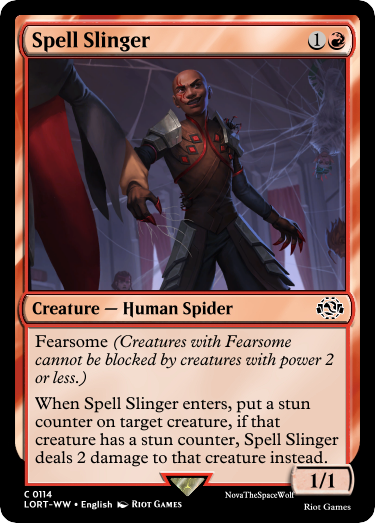 Spell Slinger 1
Creature — Human Spider
Fearsome (Creatures with Fearsome
cannot be blocked by creatures with power 2
or less.)
When Spell Slinger enters, put a stun
counter on target creature, if that
creature has a stun counter, Spell Slinger
deals 2 damage to that creature instead.
1/1
C 0114
LORT-WW • English RIOT GAMES
NovaTheSpaceWolf
Riot Games